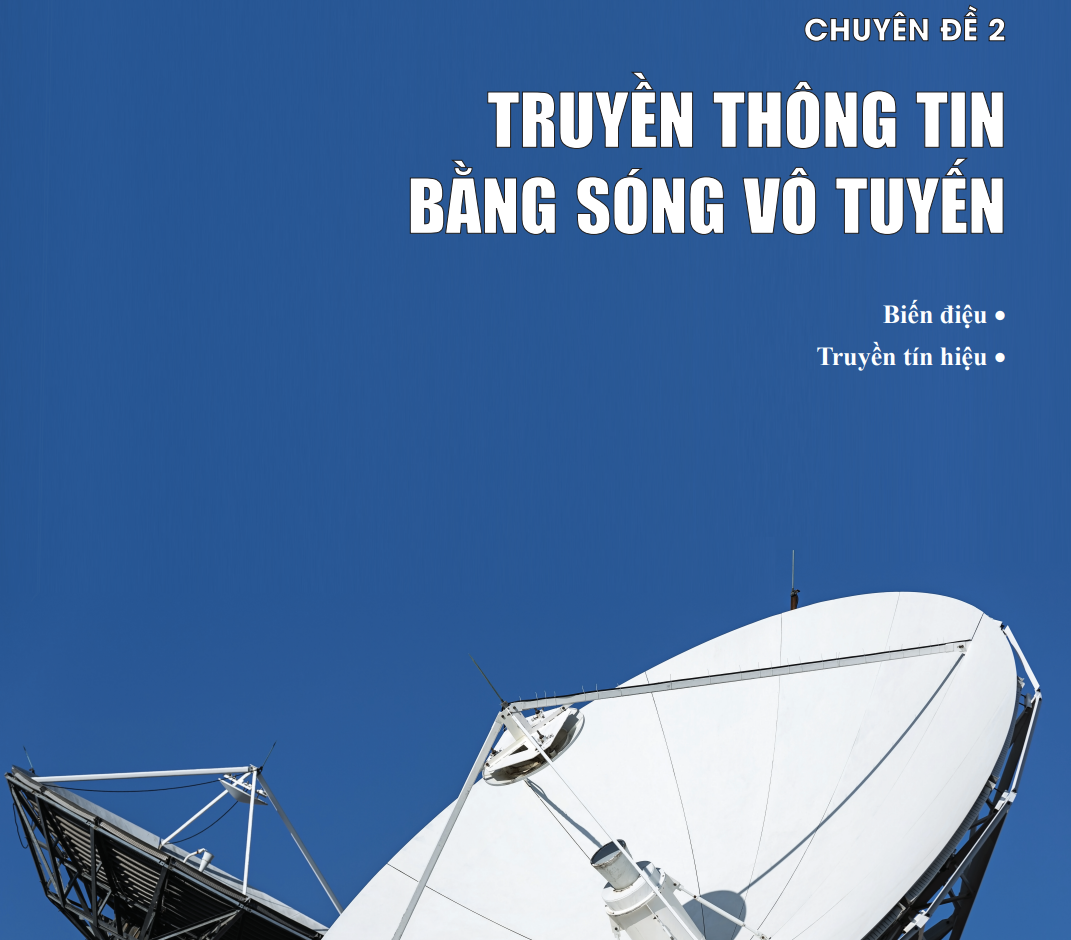 CHUYÊN ĐỀ 2
TRUYỀN THÔNG TIN
BẰNG SÓNG VÔ TUYẾN
Biến điệu •
Truyền tín hiệu •